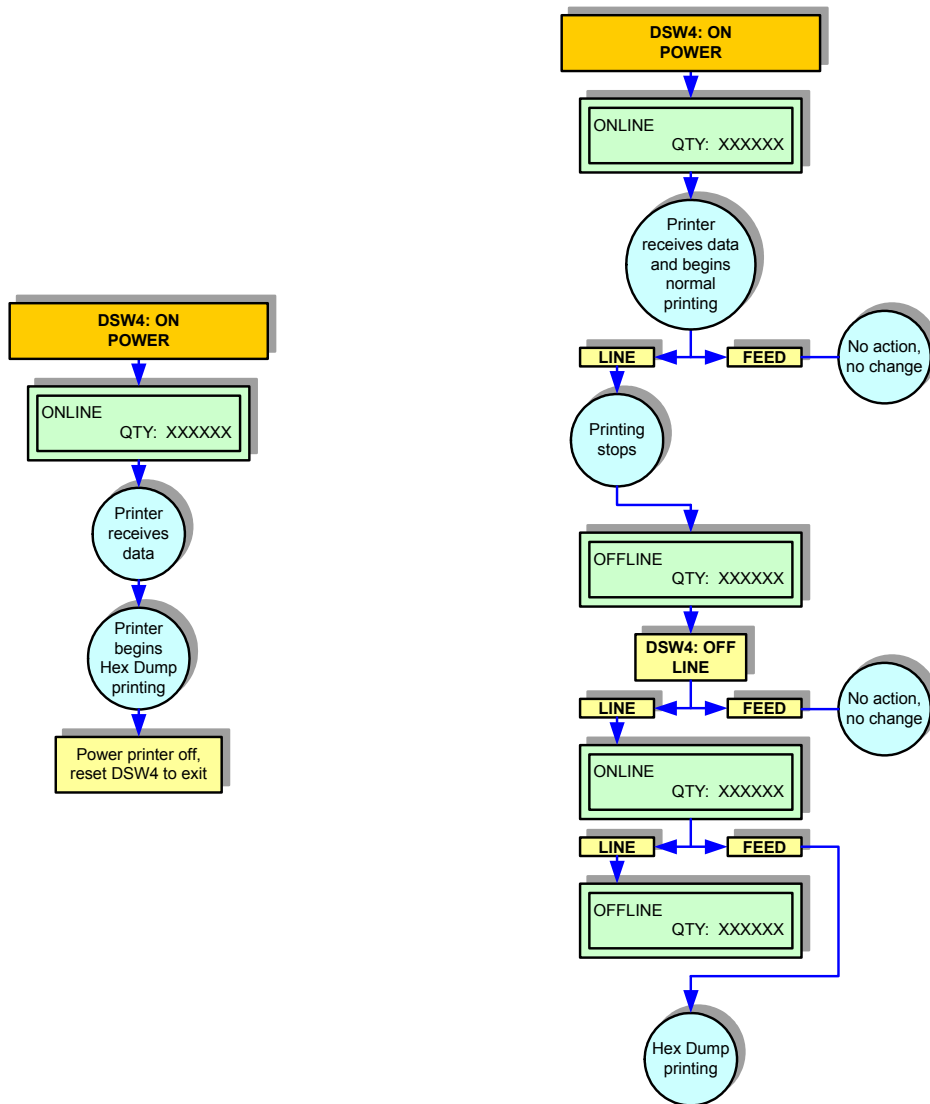 DSW4: ON
POWER
ONLINE
QTY: XXXXXX
Printer
receives
data
Printer
begins
Hex Dump
printing
Power printer off,
reset DSW4 to exit
DSW4: ON
POWER
ONLINE
QTY: XXXXXX
Printer
receives data
and begins
normal
printing
LINE
FEED
No action,
no change
Printing
stops
OFFLINE
QTY: XXXXXX
DSW4: OFF
LINE
LINE
FEED
No action,
no change
ONLINE
QTY: XXXXXX
LINE
FEED
OFFLINE
QTY: XXXXXX
Hex Dump
printing